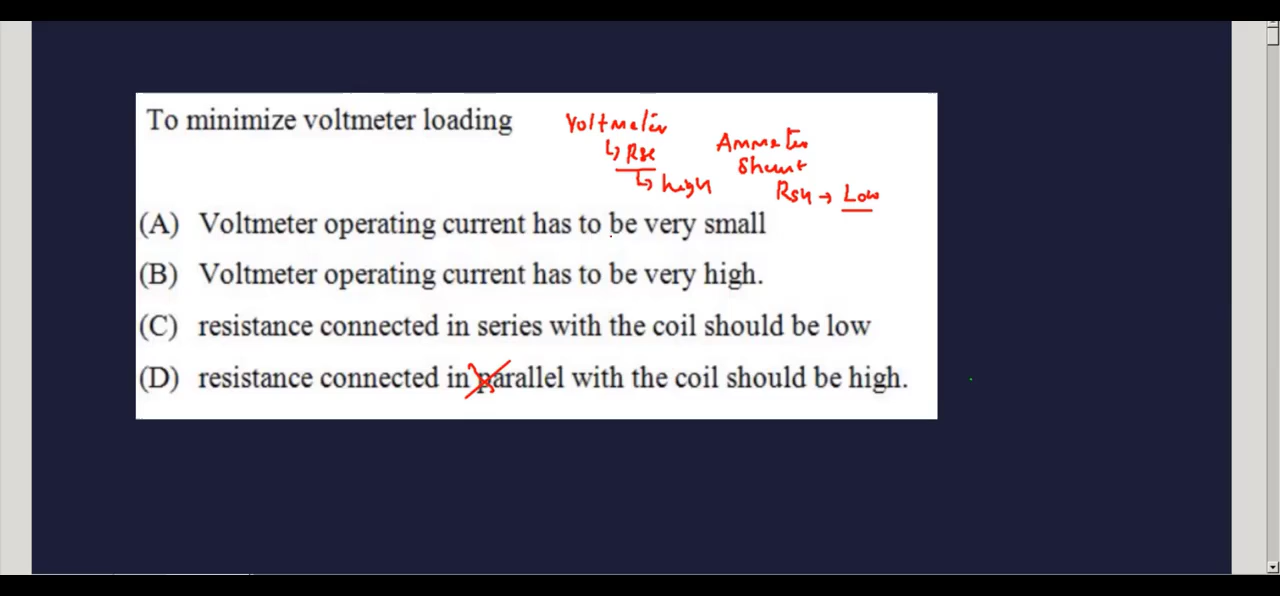 To minimize voltmeter loading
Voltmeter
↳ Rse
↳ high
Ammeter
Shunt
Rsh → Low
(A) Voltmeter operating current has to be very small
(B) Voltmeter operating current has to be very high.
(C) resistance connected in series with the coil should be low
(D) resistance connected in parallel with the coil should be high.